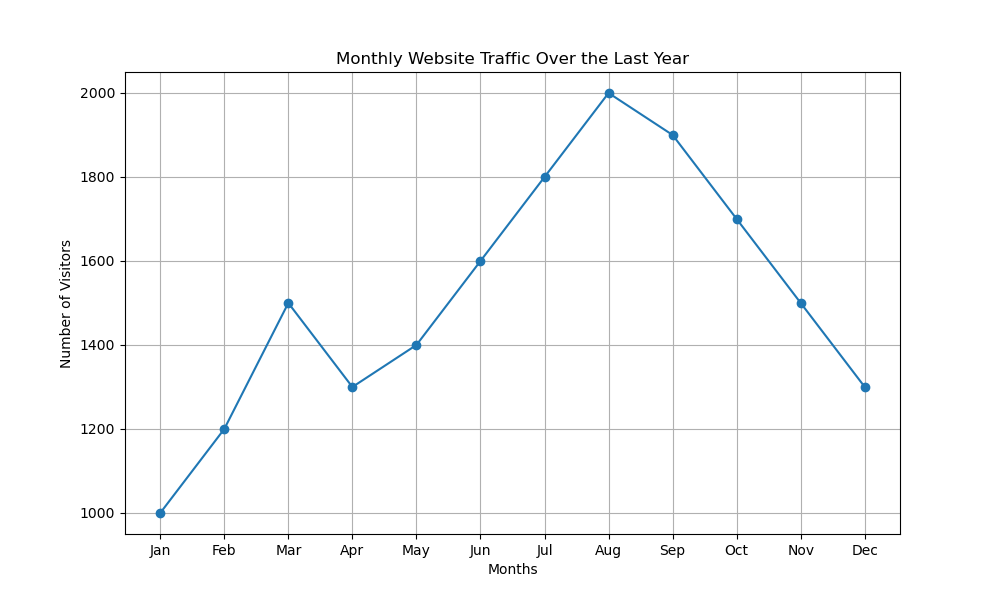 Monthly Website Traffic Over the Last Year
2000
1800
1600
1400
1200
1000
Number of Visitors
Jan Feb Mar Apr May Jun Jul Aug Sep Oct Nov Dec
Months